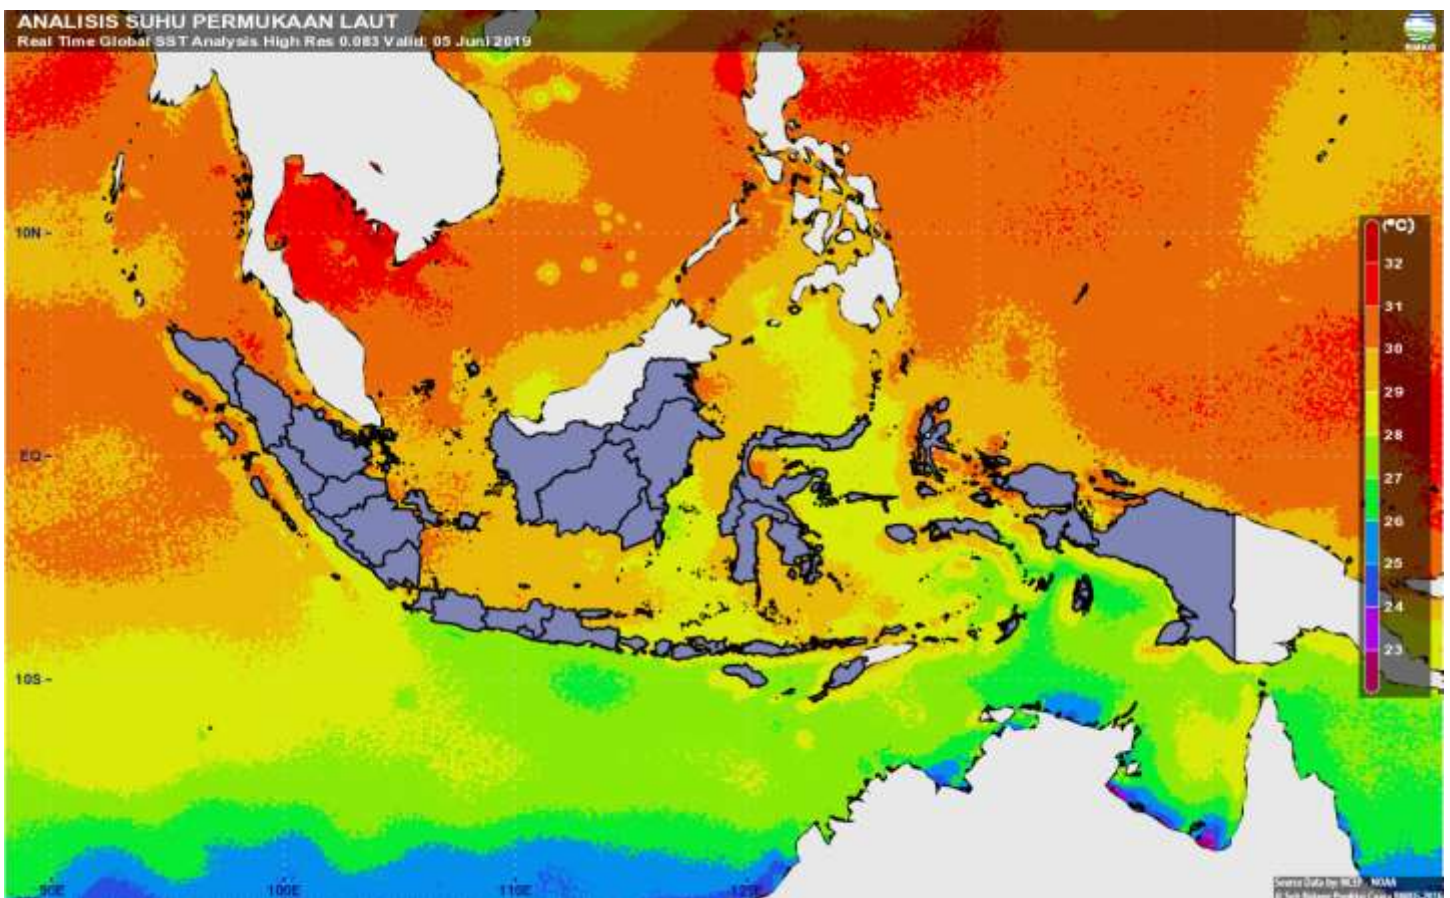 ANALISIS SUHU PERMUKAAN LAUT
Real Time Global SST Analysis High Res 0.083 Valid: 05 Juni 2019
BMKG
10N
EQ
10S
(°C)
32
31
30
29
28
27
26
25
24
23
90E
100E
110E
Source Data by: NCEP - NOAA